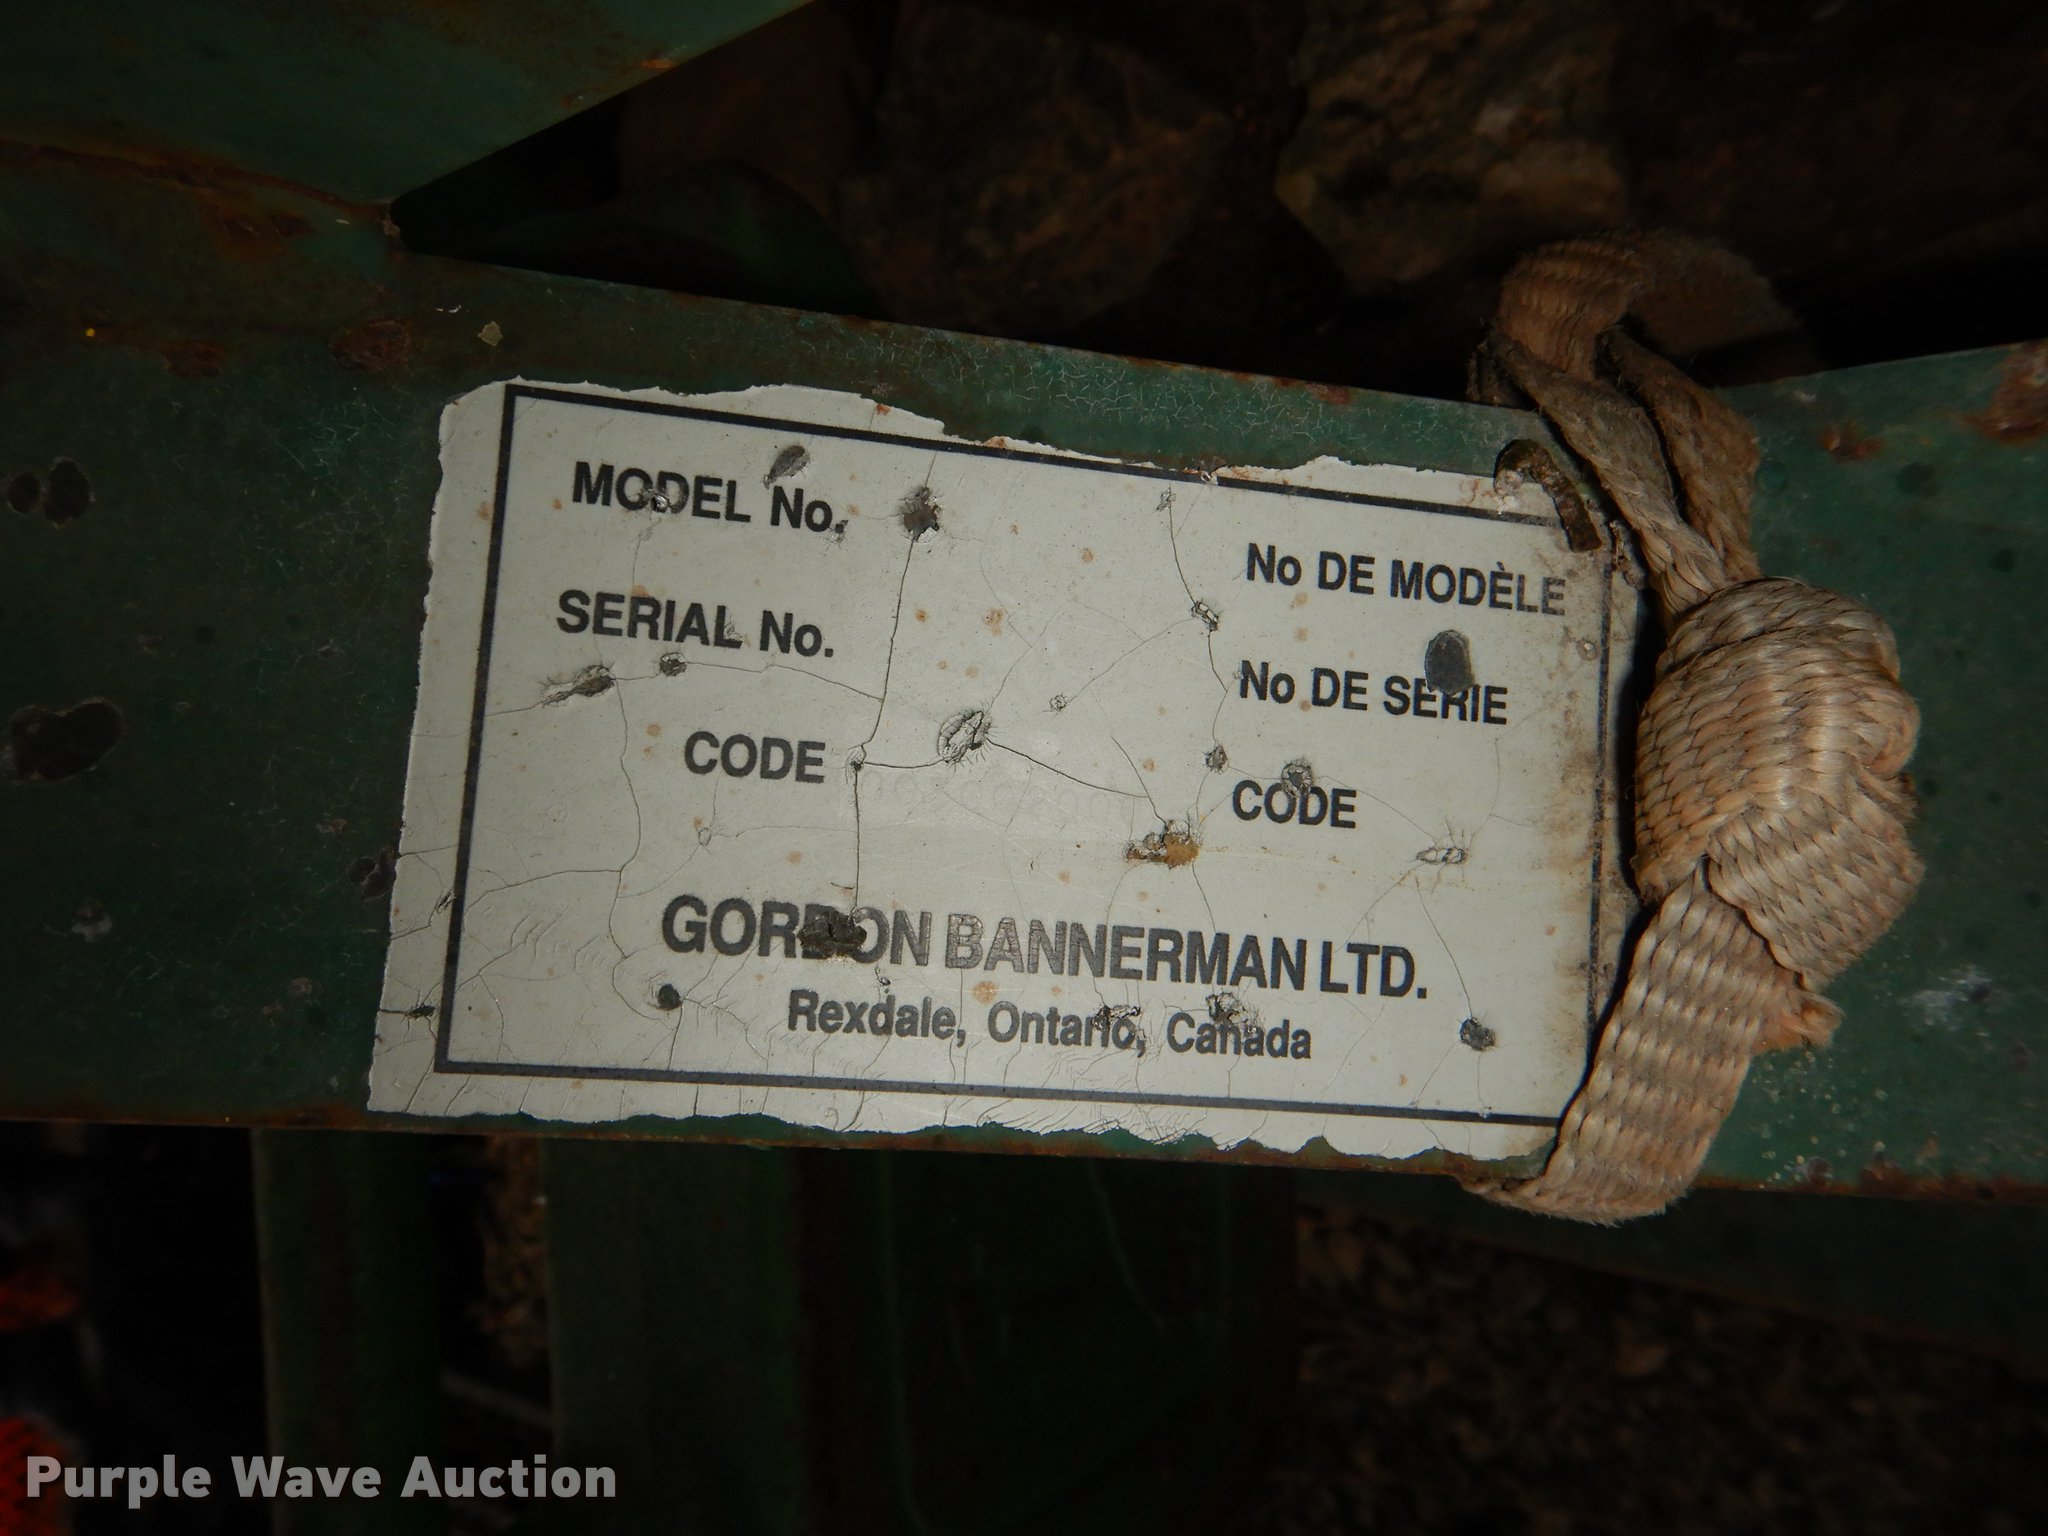 MODEL No.
No DE MODÈLE
SERIAL No.
No DE SERIE
CODE
CODE
GORDON BANNERMAN LTD.
Rexdale, Ontario, Canada
Purple Wave Auction